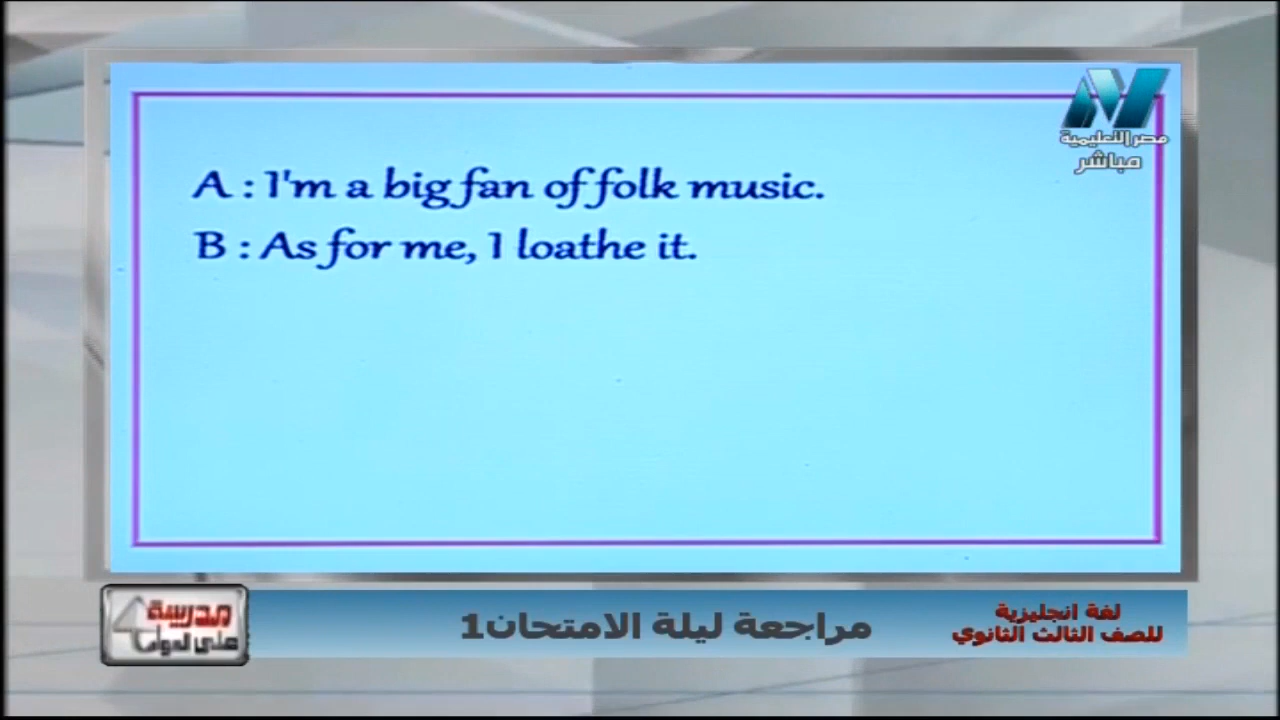 مصر التعليمية
مباشر
A : I'm a big fan of folk music.
B : As for me, I loathe it.
لغة انجليزية
للصف الثالث الثانوي
مراجعة ليلة الامتحان1
مدرسة
على الهواء